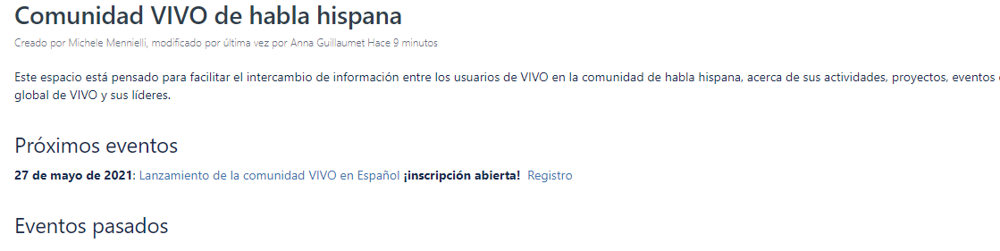 Comunidad VIVO de habla hispana
Creado por Michele Mennielli, modificado por última vez por Anna Guillaumet Hace 9 minutos
Este espacio está pensado para facilitar el intercambio de información entre los usuarios de VIVO en la comunidad de habla hispana, acerca de sus actividades, proyectos, eventos
global de VIVO y sus líderes.
Próximos eventos
27 de mayo de 2021: Lanzamiento de la comunidad VIVO en Español ¡inscripción abierta! Registro
Eventos pasados